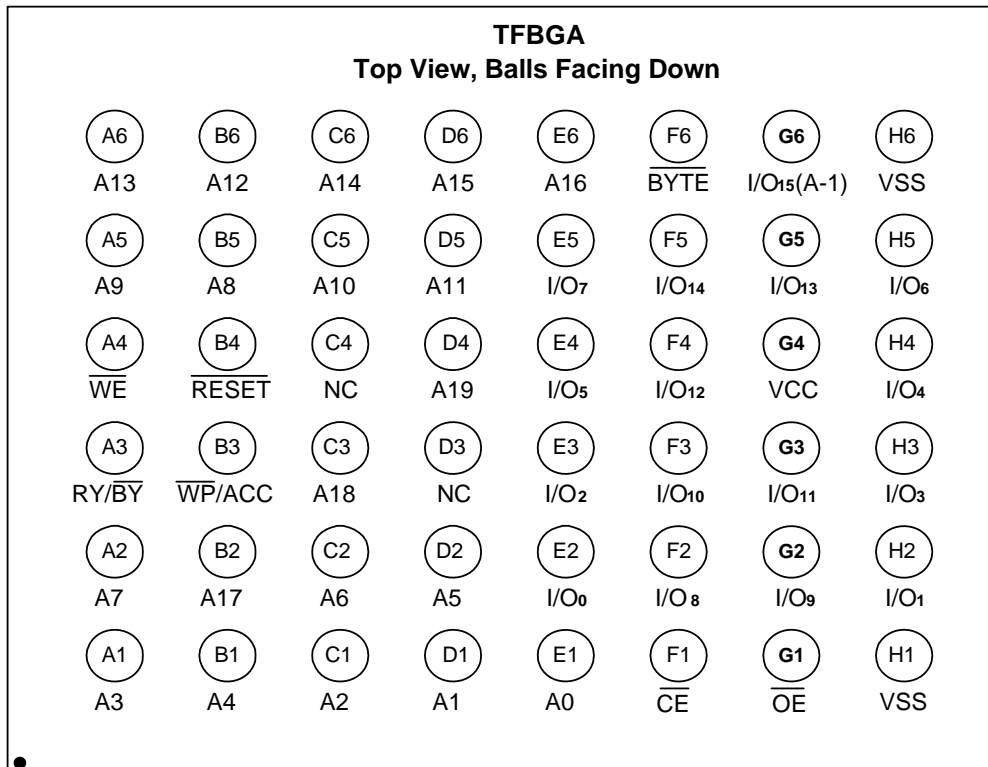 TFBGA
Top View, Balls Facing Down
A6 B6 C6 D6 E6 F6 G6 H6
A13 A12 A14 A15 A16 BYTE I/O15(A-1) VSS
A5 B5 C5 D5 E5 F5 G5 H5
A9 A8 A10 A11 I/O7 I/O14 I/O13 I/O6
A4 B4 C4 D4 E4 F4 G4 H4
WE RESET NC A19 I/O5 I/O12 VCC I/O4
A3 B3 C3 D3 E3 F3 G3 H3
RY/BY WP/ACC A18 NC I/O2 I/O10 I/O11 I/O3
A2 B2 C2 D2 E2 F2 G2 H2
A7 A17 A6 A5 I/O0 I/O8 I/O9 I/O1
A1 B1 C1 D1 E1 F1 G1 H1
A3 A4 A2 A1 A0 CE OE VSS